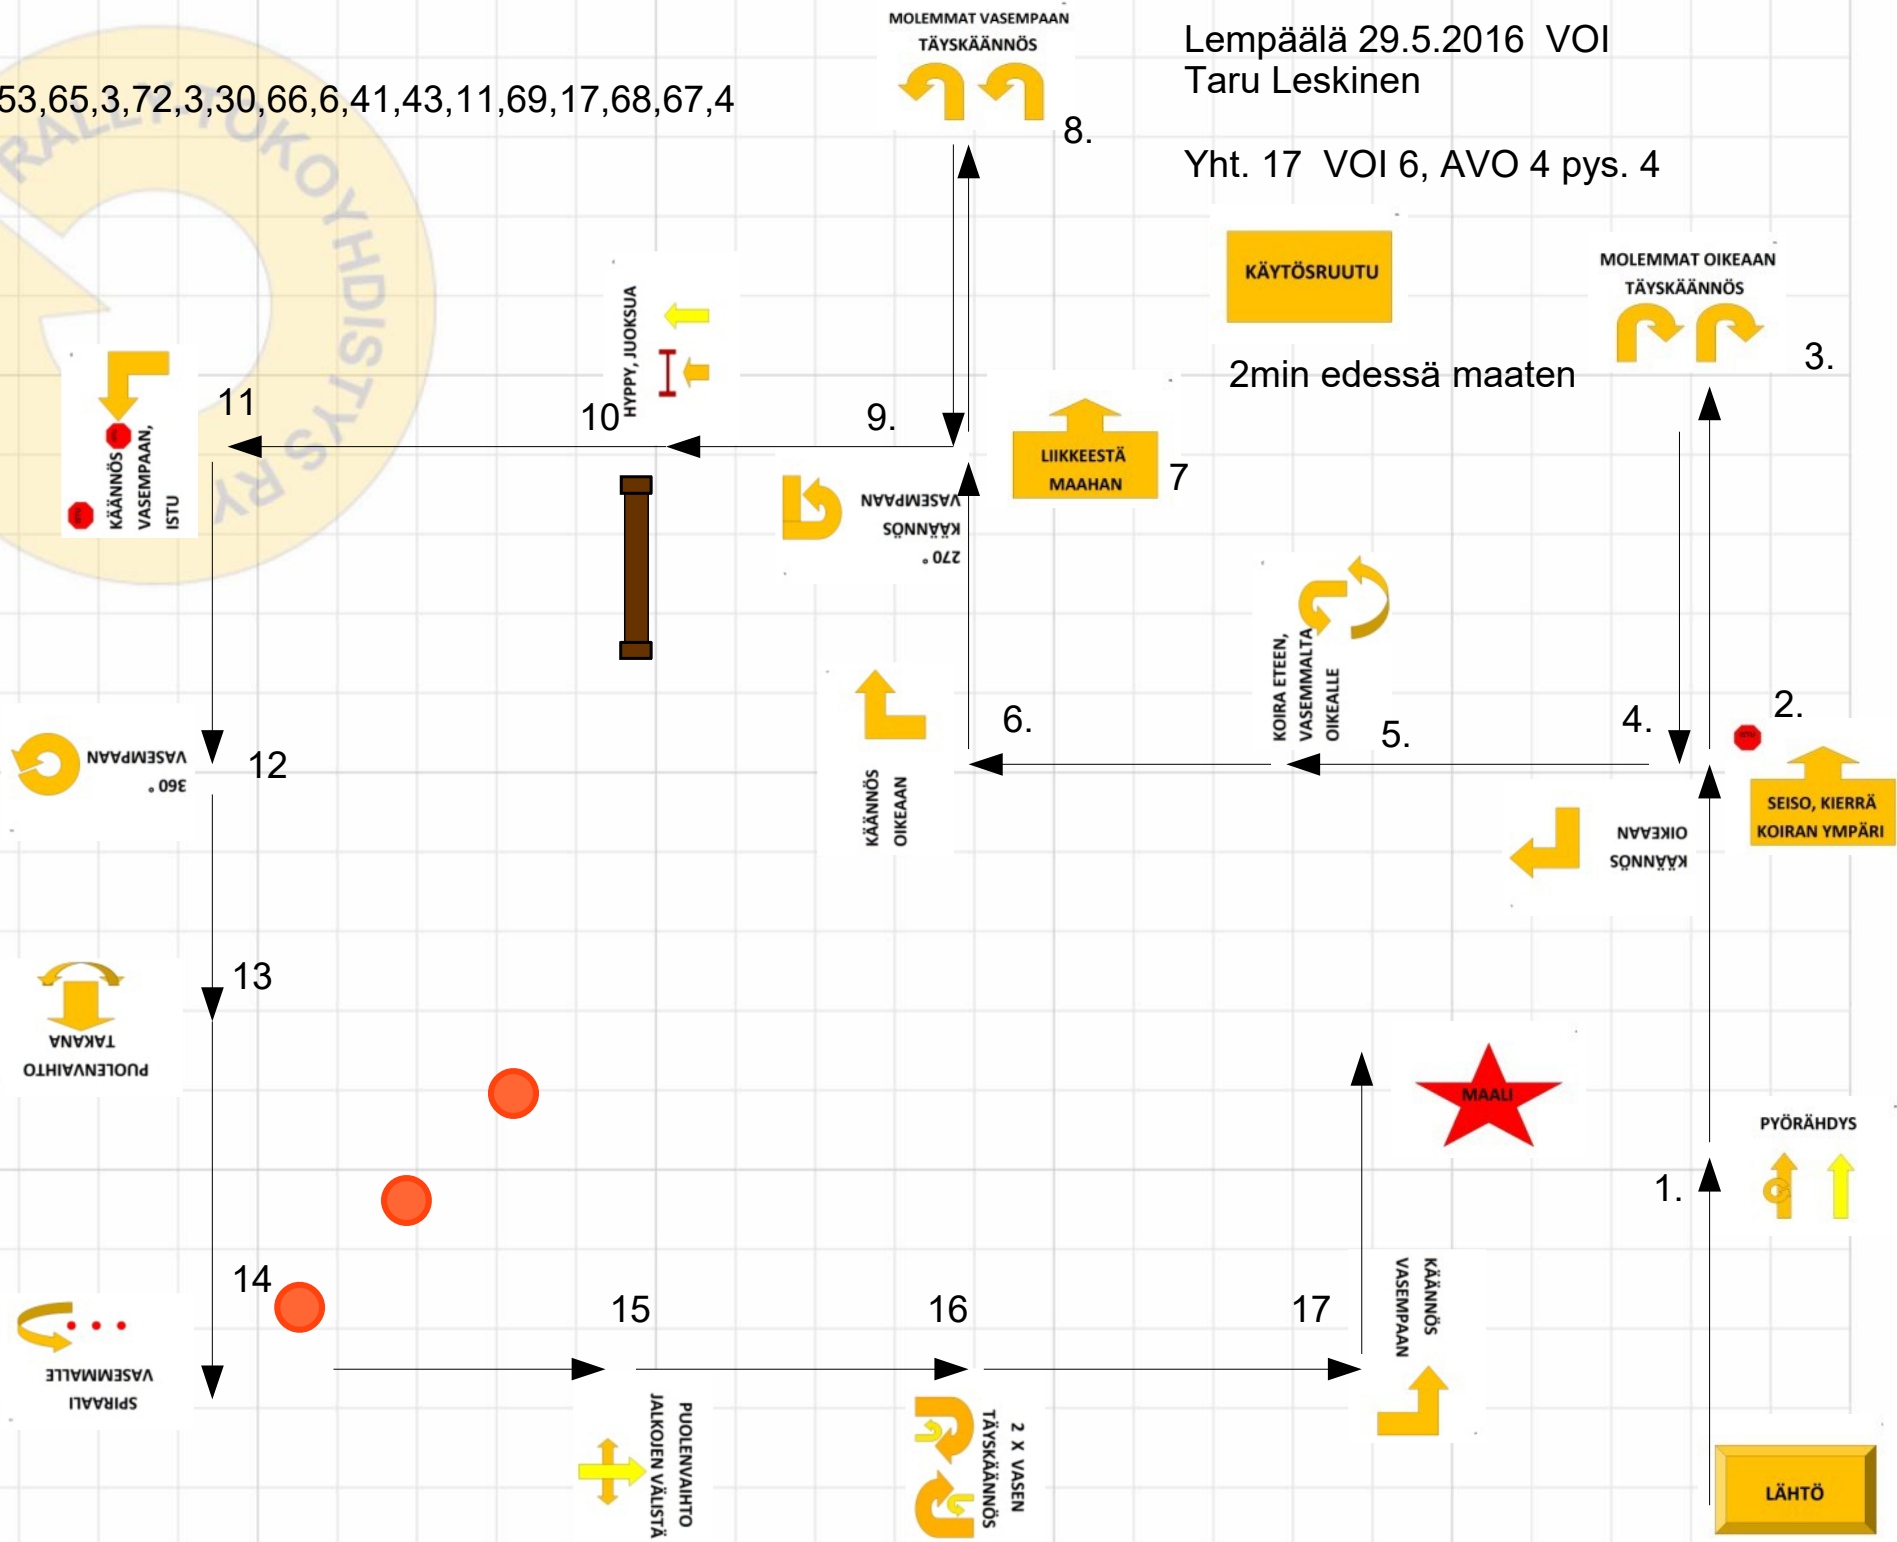 MOLEMMAT VASEMPAAN
TÄYSKÄÄNNÖS
8.
Lempäälä 29.5.2016 VOI
Taru Leskinen
Yht. 17 VOI 6, AVO 4 pys. 4
53,65,3,72,3,30,66,6,41,43,11,69,17,68,67,4
RALLY-TOKOYHDISTYS RY
KÄYTÖSRUUTU
2min edessä maaten
MOLEMMAT OIKEAAN
TÄYSKÄÄNNÖS
3.
HYPPY, JUOKSUA
10
9.
11
KÄÄNNÖS
VASEMPAAN,
ISTU
LIIKKEESTÄ
MAAHAN
7
270°
KÄÄNNÖS
VASEMPAAN
KOIRA ETEEN,
VASEMMALTA
OIKEALLE
5.
4.
2.
SEISO, KIERRÄ
KOIRAN YMPÄRI
KÄÄNNÖS
OIKEAAN
6.
KÄÄNNÖS
OIKEAAN
360°
VASEMPAAN
12
13
PUOLENVAIHTO
TAKANA
MAALI
PYÖRÄHDYS
1.
14
SPIRAALI
VASEMMALLE
15
PUOLENVAIHTO
JALKOJEN VÄLISTÄ
16
2 X VASEN
TÄYSKÄÄNNÖS
17
KÄÄNNÖS
VASEMPAAN
LÄHTÖ